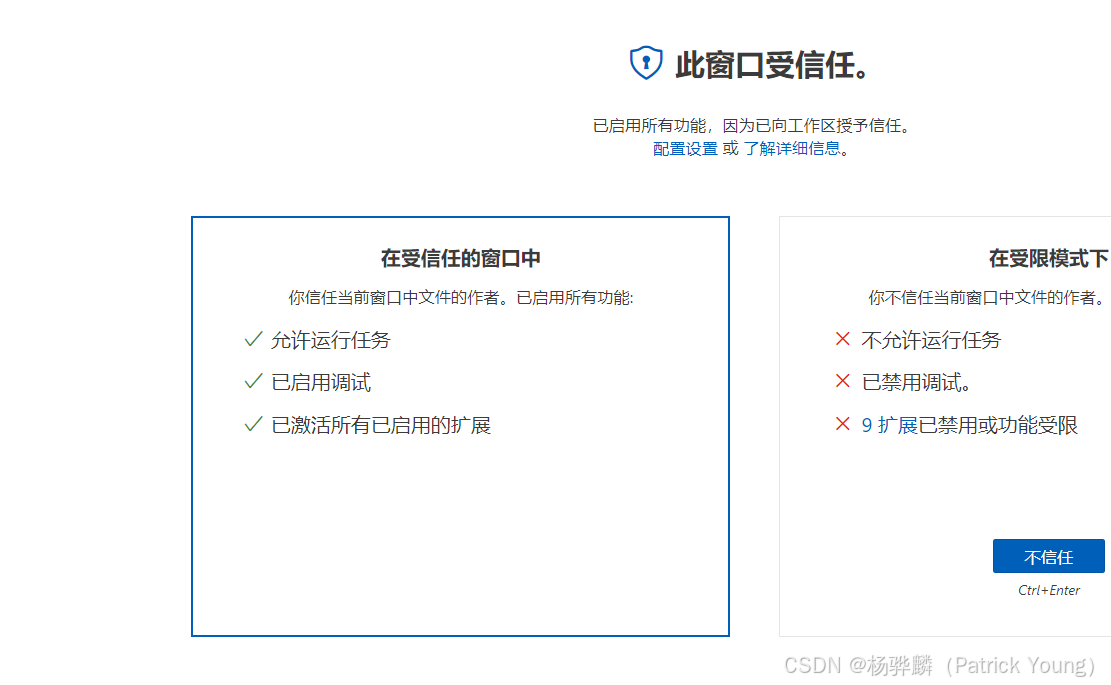 此窗口受信任。
已启用所有功能，因为已向工作区授予信任。
配置设置 或 了解详细信息。
在受信任的窗口中
你信任当前窗口中文件的作者。已启用所有功能:
允许运行任务
已启用调试
已激活所有已启用的扩展
在受限模式下
你不信任当前窗口中文件的作者。
不允许运行任务
已禁用调试。
9 扩展已禁用或功能受限
不信任
Ctrl+Enter
CSDN @杨骅麟（Patrick Young）